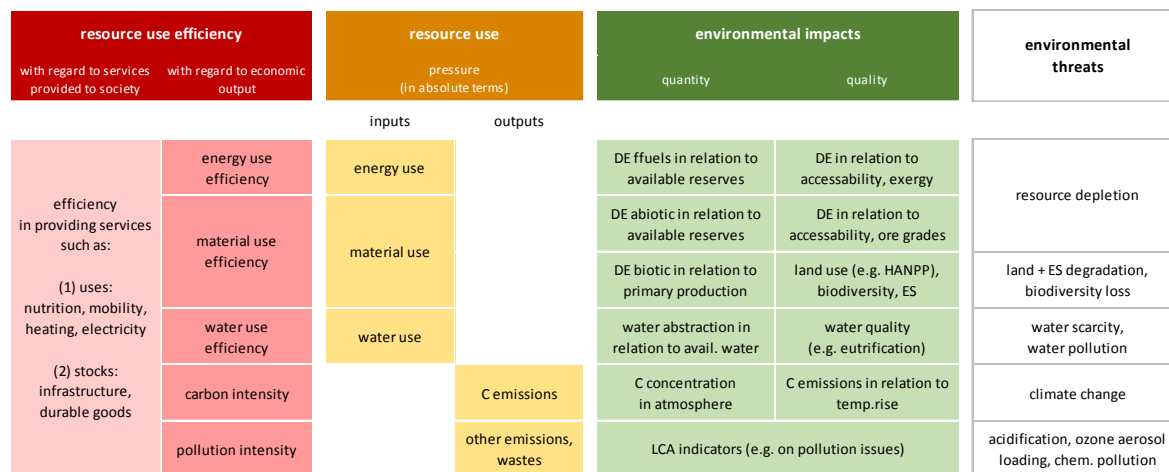 resource use efficiency
with regard to services
provided to society
with regard to economic
output
resource use
pressure
(in absolute terms)
environmental impacts
quantity
quality
environmental
threats
inputs
outputs
efficiency
in providing services
such as:
(1) uses:
nutrition, mobility,
heating, electricity
(2) stocks:
infrastructure,
durable goods
energy use
efficiency
energy use
DE ffuels in relation to
available reserves
DE in relation to
accessability, exergy
resource depletion
material use
efficiency
material use
DE abiotic in relation to
available reserves
DE in relation to
accessability, ore grades
DE biotic in relation to
primary production
land use (e.g. HANPP),
biodiversity, ES
land + ES degradation,
biodiversity loss
water use
efficiency
water use
water abstraction in
relation to avail. water
water quality
(e.g. eutrification)
water scarcity,
water pollution
carbon intensity
C emissions
C concentration
in atmosphere
C emissions in relation to
temp.rise
climate change
pollution intensity
other emissions,
wastes
LCA indicators (e.g. on pollution issues)
acidification, ozone aerosol
loading, chem. pollution